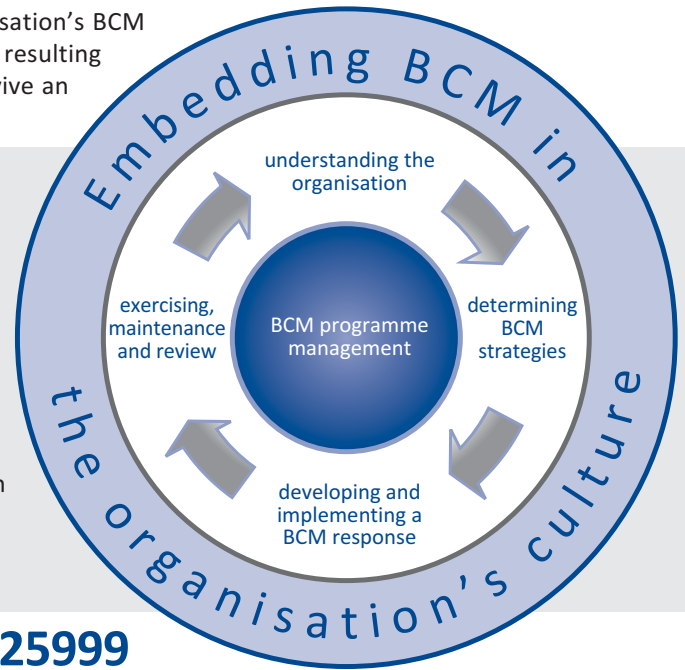 sation's BCM
resulting
ive an
Embedding BCM in
the organisation's culture
understanding the
organisation
determining
BCM
strategies
developing and
implementing a
BCM response
exercising,
maintenance
and review
BCM programme
management
25999